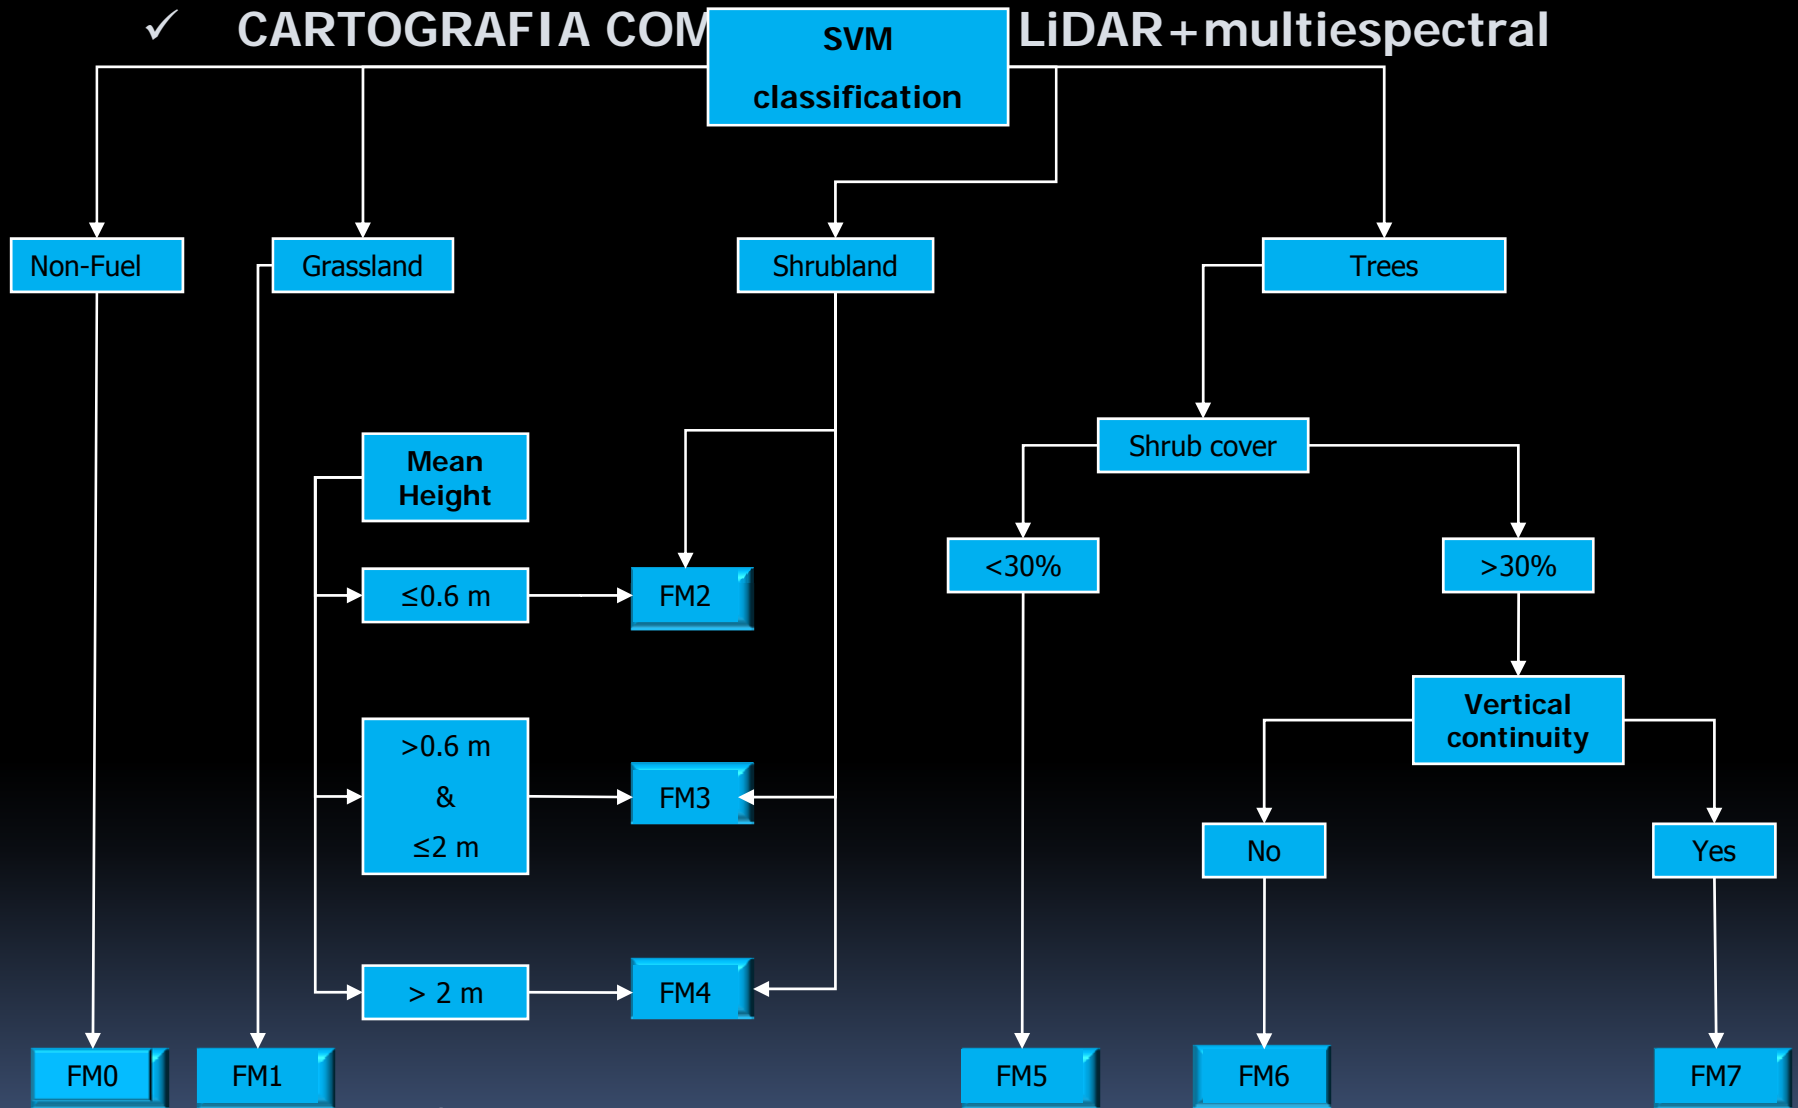 ✓ CARTOGRAFIA COM LiDAR+multiespectral
SVM
classification
Non-Fuel
Grassland
Shrubland
Trees
Shrub cover
Mean
Height
<30%
>30%
≤0.6 m
FM2
Vertical
continuity
>0.6 m
&
≤2 m
FM3
No
Yes
> 2 m
FM4
FM0
FM1
FM5
FM6
FM7